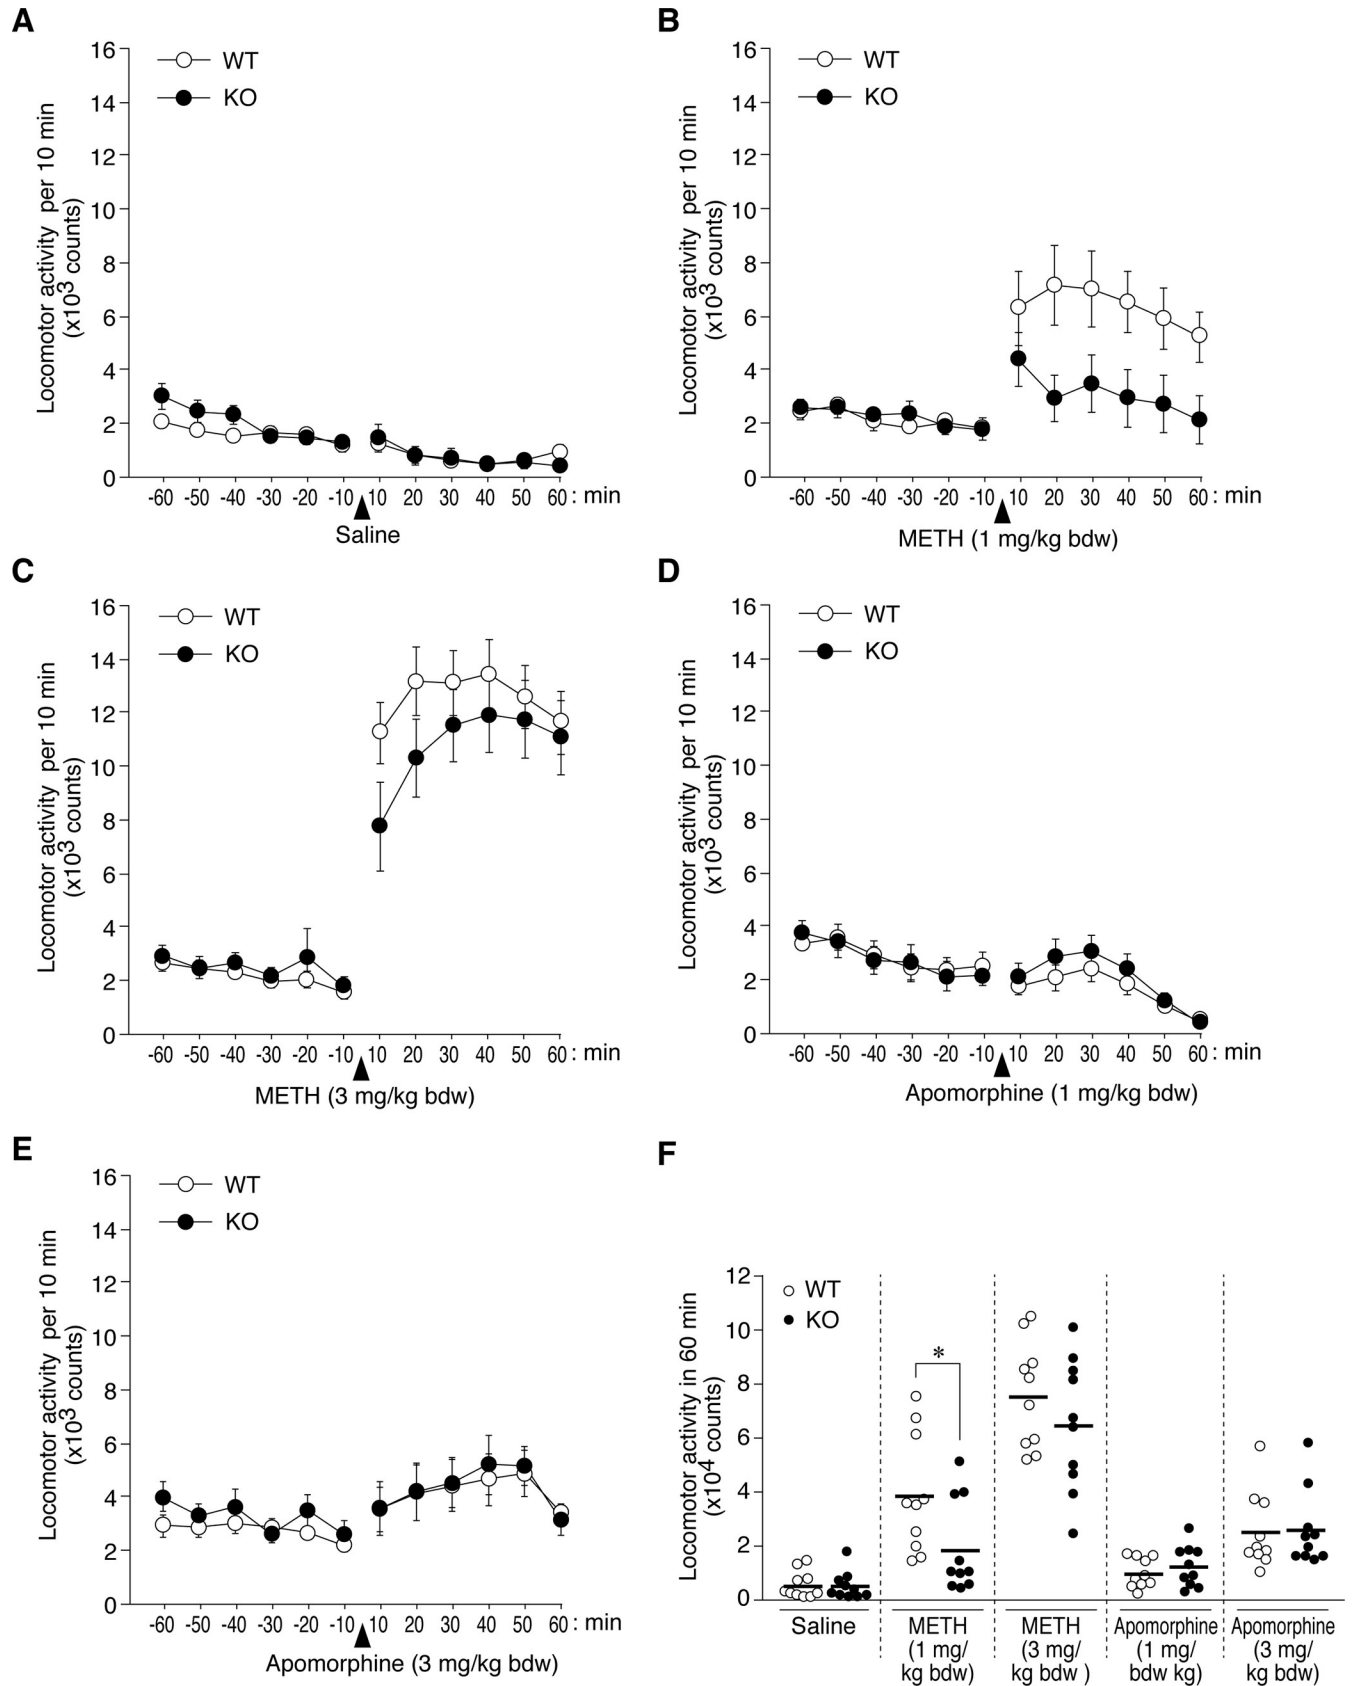 A
16
14
12
10
8
6
4
2
0
Locomotor activity per 10 min
(x10³ counts)
WT
KO
-60 -50 -40 -30 -20 -10 10 20 30 40 50 60 : min
Saline
B
16
14
12
10
8
6
4
2
0
Locomotor activity per 10 min
(x10³ counts)
WT
KO
-60 -50 -40 -30 -20 -10 10 20 30 40 50 60 : min
METH (1 mg/kg bdw)
C
16
14
12
10
8
6
4
2
0
Locomotor activity per 10 min
(x10³ counts)
WT
KO
-60 -50 -40 -30 -20 -10 10 20 30 40 50 60 : min
METH (3 mg/kg bdw)
D
16
14
12
10
8
6
4
2
0
Locomotor activity per 10 min
(x10³ counts)
WT
KO
-60 -50 -40 -30 -20 -10 10 20 30 40 50 60 : min
Apomorphine (1 mg/kg bdw)
E
16
14
12
10
8
6
4
2
0
Locomotor activity per 10 min
(x10³ counts)
WT
KO
-60 -50 -40 -30 -20 -10 10 20 30 40 50 60 : min
Apomorphine (3 mg/kg bdw)
F
12
10
8
6
4
2
0
Locomotor activity in 60 min
(x10⁴ counts)
WT
KO
*
Saline
METH
(1 mg/
kg bdw)
METH
(3 mg/
kg bdw )
Apomorphine
(1 mg/
bdw kg)
Apomorphine
(3 mg/
kg bdw)